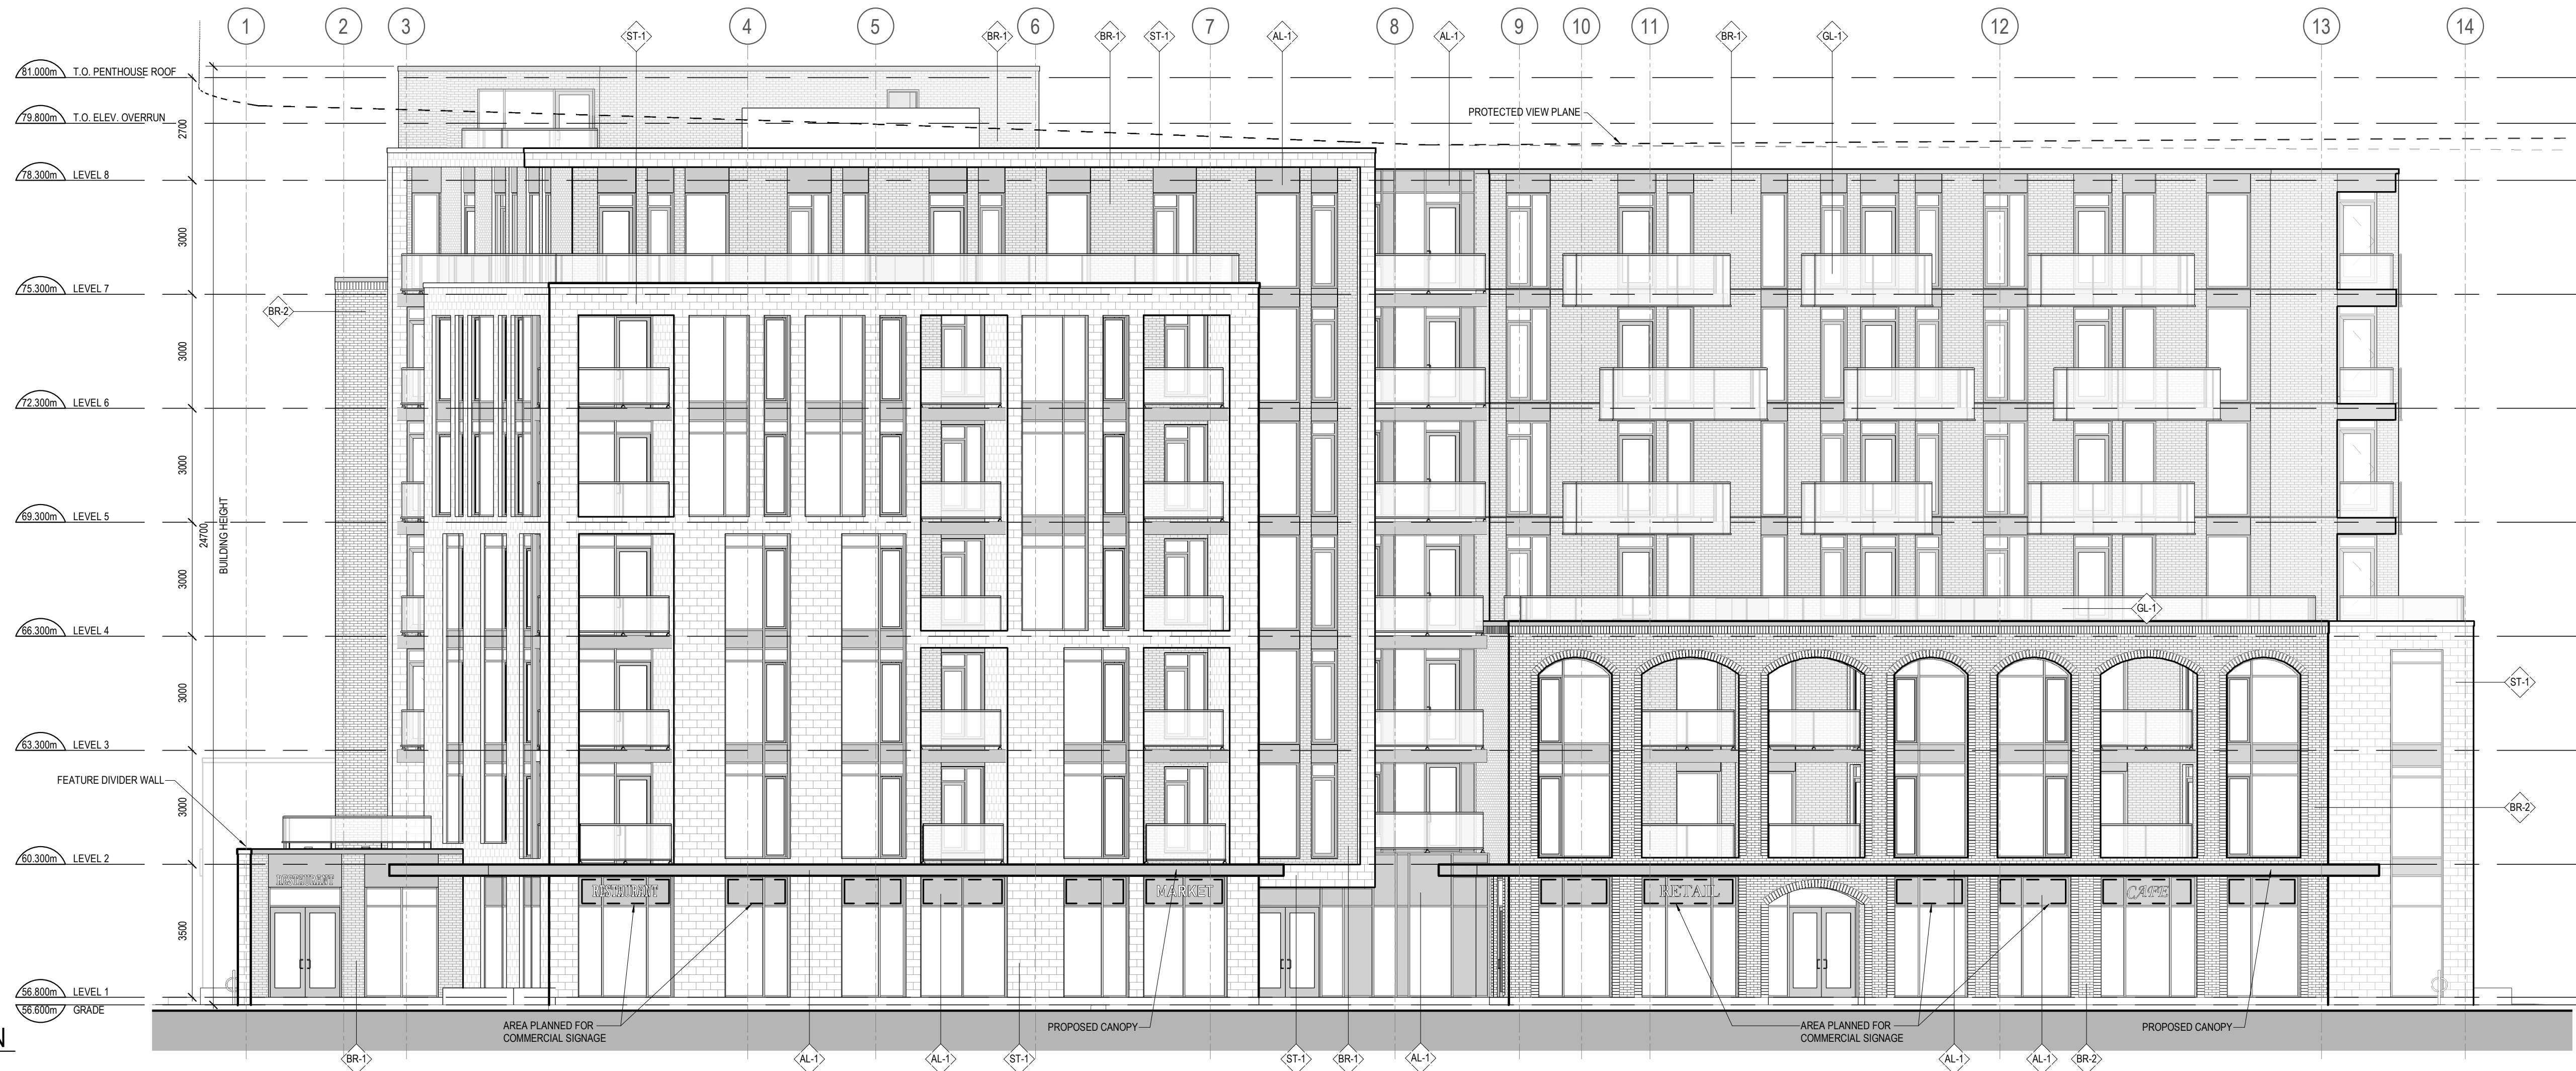 1 2 3 4 5 6 7 8 9 10 11 12 13 14
ST-1 BR-1 BR-1 ST-1 AL-1 AL-1 BR-1 GL-1
81.000m T.O. PENTHOUSE ROOF
PROTECTED VIEW PLANE
79.800m T.O. ELEV. OVERRUN
2700
78.300m LEVEL 8
3000
75.300m LEVEL 7
BR-2
3000
72.300m LEVEL 6
3000
69.300m LEVEL 5
24700
BUILDING HEIGHT
3000
GL-1
66.300m LEVEL 4
3000
ST-1
63.300m LEVEL 3
FEATURE DIVIDER WALL
3000
BR-2
60.300m LEVEL 2
RESTAURANT RESTAURANT MARKET RETAIL CAFE
3500
56.800m LEVEL 1
56.600m GRADE
AREA PLANNED FOR
COMMERCIAL SIGNAGE
PROPOSED CANOPY
AREA PLANNED FOR
COMMERCIAL SIGNAGE
PROPOSED CANOPY
N
BR-1 AL-1 AL-1 ST-1 ST-1 BR-1 AL-1 AL-1 AL-1 BR-2